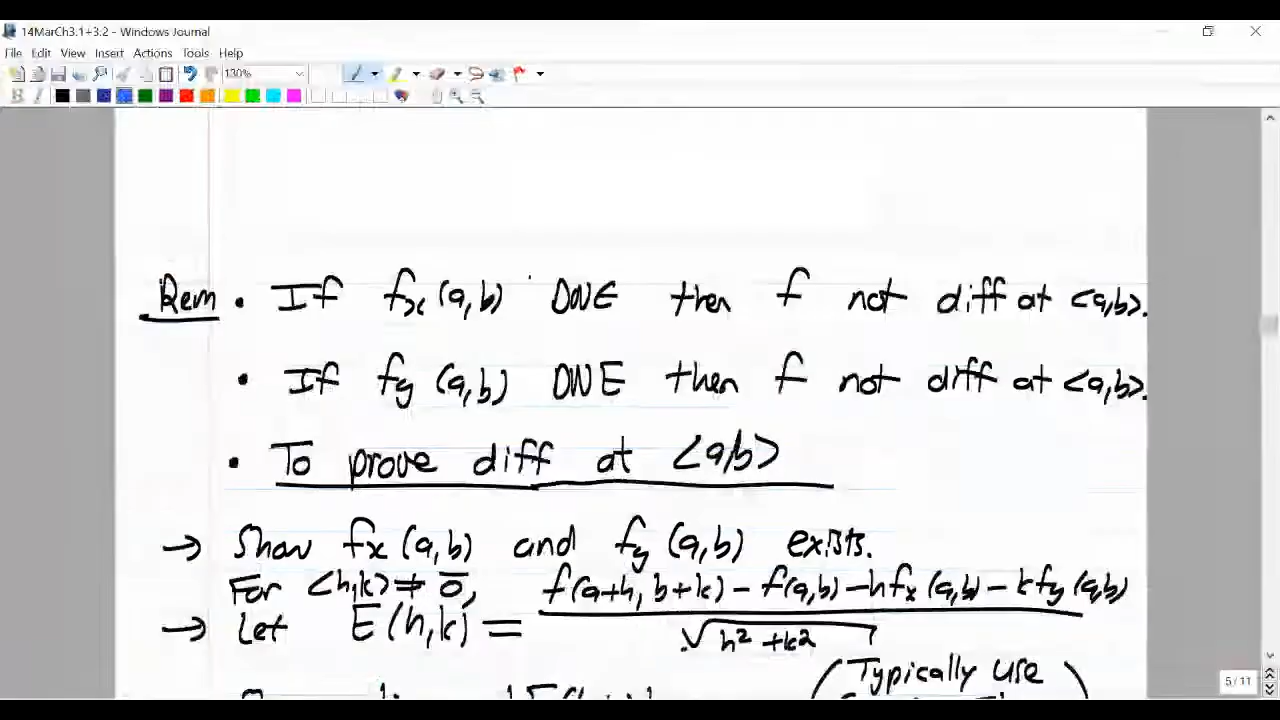 14MarCh3.1+3.2 - Windows Journal
File Edit View Insert Actions Tools Help
130%
Rem • If fx(a,b) DNE then f not diff at <a,b>.
• If fy(a,b) DNE then f not diff at <a,b>.
• To prove diff at <a,b>
→ Show fx(a,b) and fy(a,b) exists.
For <h,k> ≠ 0̅, f(a+h, b+k) - f(a,b) - hfx(a,b) - kfy(a,b)
→ Let E(h,k) =
√h² + k²
(Typically use
5/11